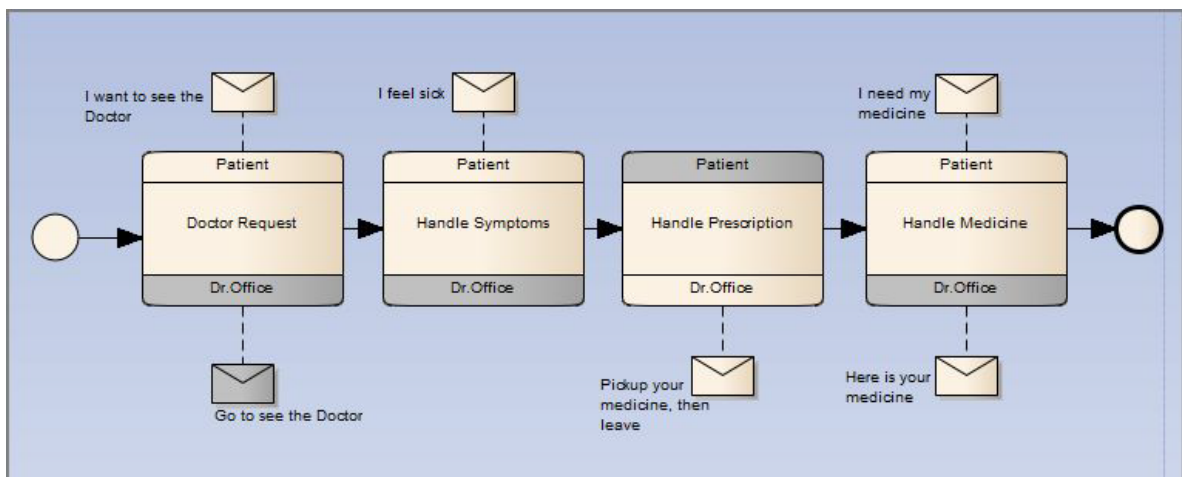 I want to see the
Doctor
I feel sick
I need my
medicine
Patient
Patient
Patient
Patient
Doctor Request
Handle Symptoms
Handle Prescription
Handle Medicine
Dr.Office
Dr.Office
Dr.Office
Dr.Office
Go to see the Doctor
Pickup your
medicine, then
leave
Here is your
medicine